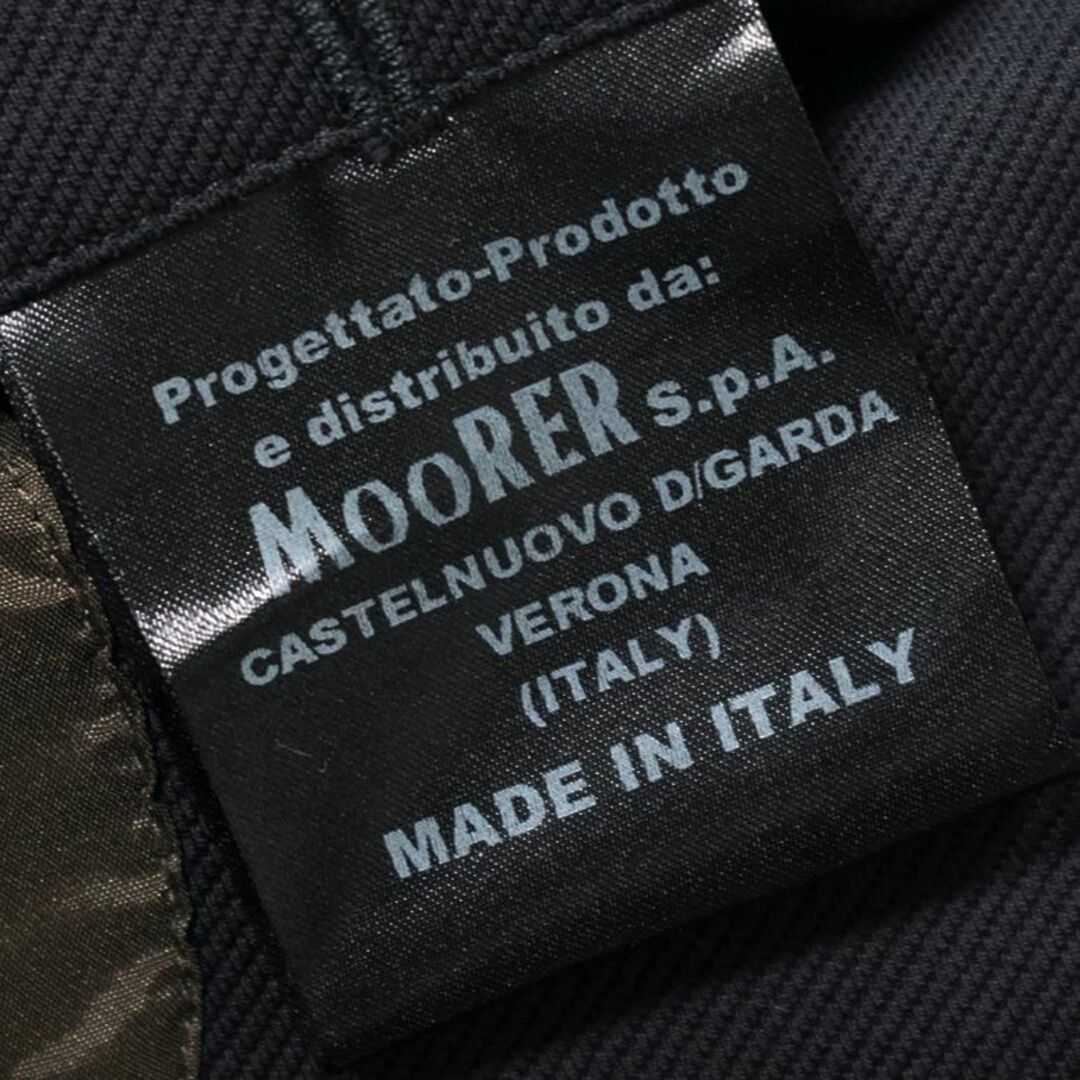 Progettato-Prodotto
e distribuito da:
MOORER S.p.A.
CASTELNUOVO D/GARDA
VERONA
(ITALY)
MADE IN ITALY